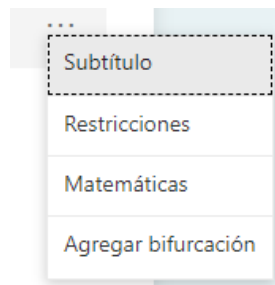 ...
Subtítulo
Restricciones
Matemáticas
Agregar bifurcación